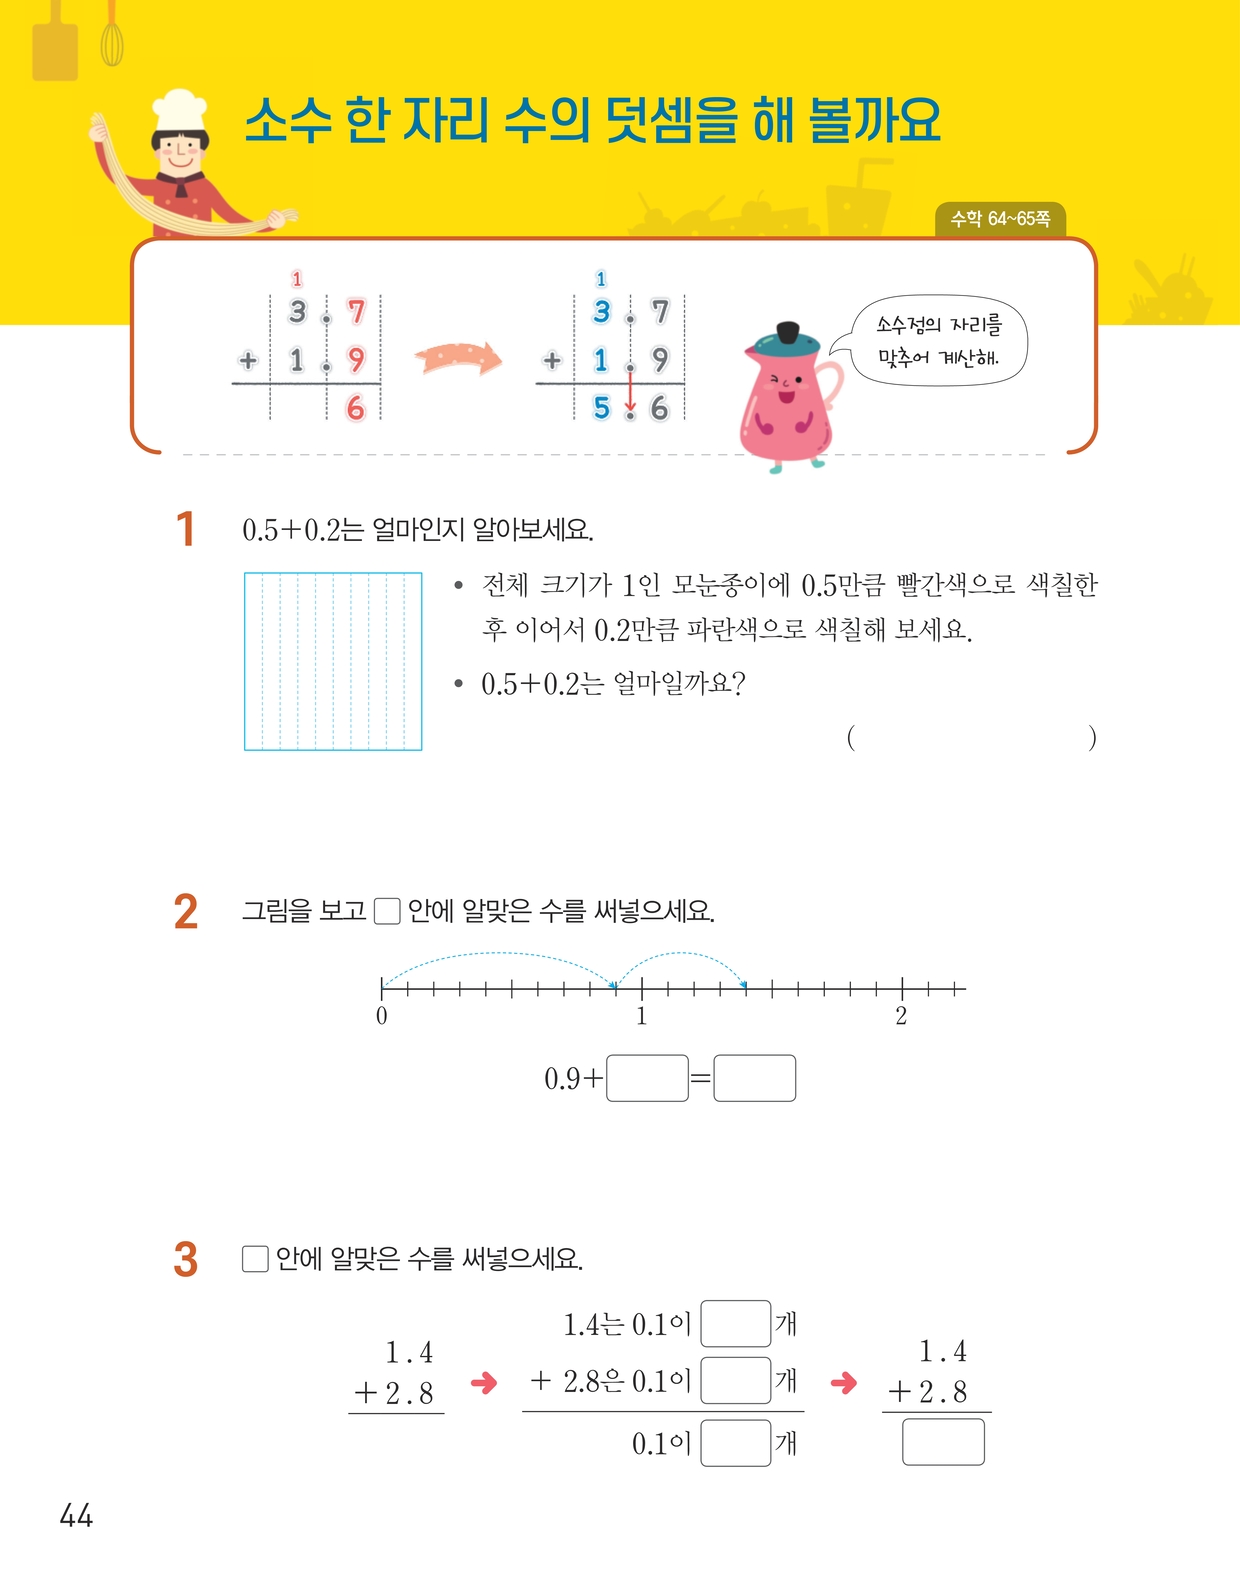 소수 한 자리 수의 덧셈을 해 볼까요
수학 64~65쪽
1
3.7
+ 1.9
6
1
3.7
+ 1.9
5.6
소수점의 자리를
맞추어 계산해.
1 0.5+0.2는 얼마인지 알아보세요.
• 전체 크기가 1인 모눈종이에 0.5만큼 빨간색으로 색칠한
후 이어서 0.2만큼 파란색으로 색칠해 보세요.
• 0.5+0.2는 얼마일까요?
( )
2 그림을 보고 □ 안에 알맞은 수를 써넣으세요.
0 1 2
0.9+□=□
3 □ 안에 알맞은 수를 써넣으세요.
1.4
+2.8
1.4는 0.1이 □개
+ 2.8은 0.1이 □개
0.1이 □개
1.4
+2.8
□
44